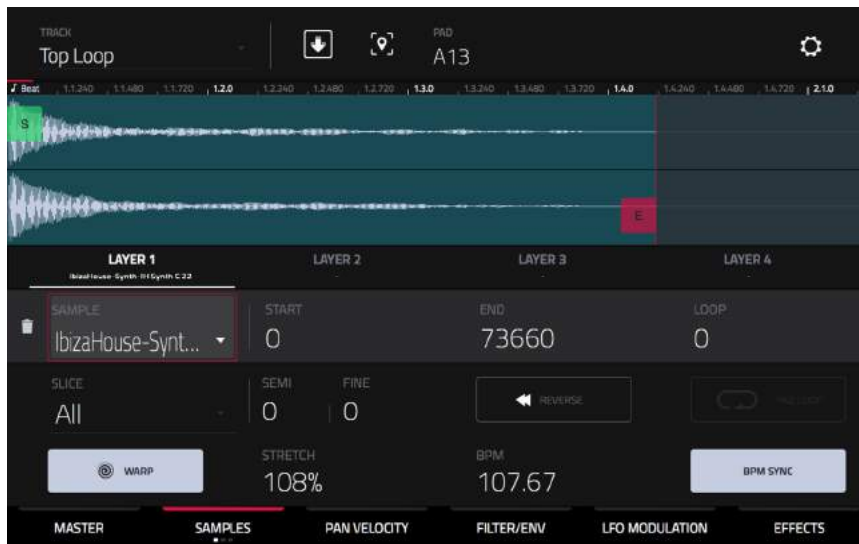 TRACK
Top Loop
PAD
A13
Beat 1.1.240 1.1.480 1.1.720 1.2.0 1.2.240 1.2.480 1.2.720 1.3.0 1.3.240 1.3.480 1.3.720 1.4.0 1.4.240 1.4.480 1.4.720 2.1.0
S
E
LAYER 1 LAYER 2 LAYER 3 LAYER 4
SAMPLE START END LOOP
IbizaHouse-Synt... 0 73660 0
SLICE SEMI FINE
All 0 0 REVERSE
WARP STRETCH BPM BPM SYNC
108% 107.67
MASTER SAMPLES PAN VELOCITY FILTER/ENV LFO MODULATION EFFECTS